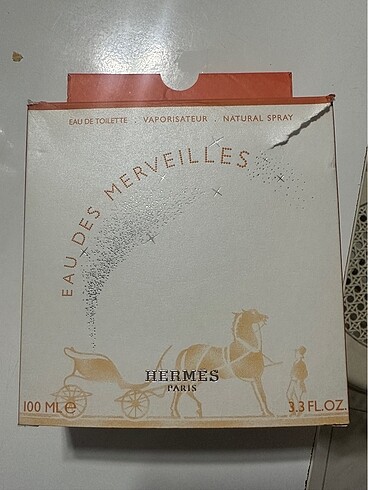 EAU DE TOILETTE . VAPORISATEUR . NATURAL SPRAY
EAU DES MERVEILLES
HERMES
PARIS
100 ML e 3.3 FL.OZ.